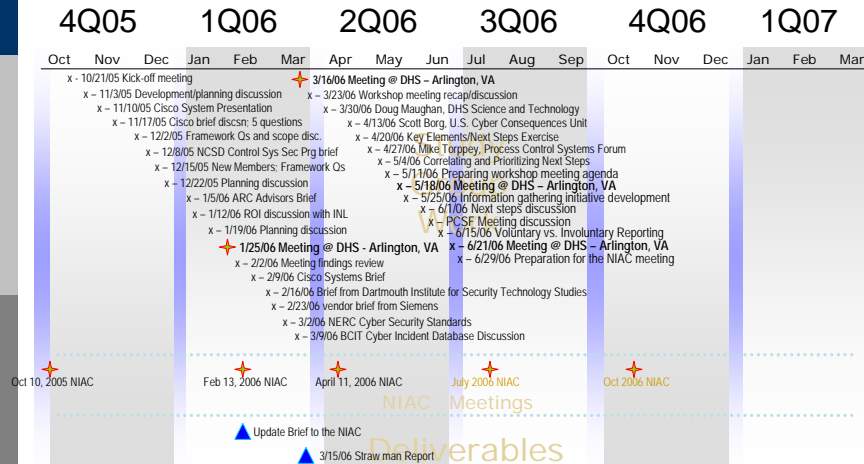 4Q05 1Q06 2Q06 3Q06 4Q06 1Q07
Oct Nov Dec Jan Feb Mar Apr May Jun Jul Aug Sep Oct Nov Dec Jan Feb Mar
x - 10/21/05 Kick-off meeting
x – 11/3/05 Development/planning discussion
x – 11/10/05 Cisco System Presentation
x – 11/17/05 Cisco brief discsn; 5 questions
x – 12/2/05 Framework Qs and scope disc.
x – 12/8/05 NCSD Control Sys Sec Prg brief
x – 12/15/05 New Members; Framework Qs
x – 12/22/05 Planning discussion
x – 1/5/06 ARC Advisors Brief
x – 1/12/06 ROI discussion with INL
x – 1/19/06 Planning discussion
1/25/06 Meeting @ DHS - Arlington, VA
x – 2/2/06 Meeting findings review
x – 2/9/06 Cisco Systems Brief
x – 2/16/06 Brief from Dartmouth Institute for Security Technology Studies
x – 2/23/06 vendor brief from Siemens
x – 3/2/06 NERC Cyber Security Standards
x – 3/9/06 BCIT Cyber Incident Database Discussion
3/16/06 Meeting @ DHS – Arlington, VA
x – 3/23/06 Workshop meeting recap/discussion
x – 3/30/06 Doug Maughan, DHS Science and Technology
x – 4/13/06 Scott Borg, U.S. Cyber Consequences Unit
x – 4/20/06 Key Elements/Next Steps Exercise
x – 4/27/06 Mike Torppey, Process Control Systems Forum
x – 5/4/06 Correlating and Prioritizing Next Steps
x – 5/11/06 Preparing workshop meeting agenda
x – 5/18/06 Meeting @ DHS – Arlington, VA
x – 5/25/06 Information gathering initiative development
x – 6/1/06 Next steps discussion
x – PCSF Meeting discussion
x – 6/15/06 Voluntary vs. Involuntary Reporting
x – 6/21/06 Meeting @ DHS – Arlington, VA
x – 6/29/06 Preparation for the NIAC meeting
Oct 10, 2005 NIAC
Feb 13, 2006 NIAC
April 11, 2006 NIAC
July 2006 NIAC
Oct 2006 NIAC
NIAC Meetings
Update Brief to the NIAC
Deliverables
3/15/06 Straw man Report